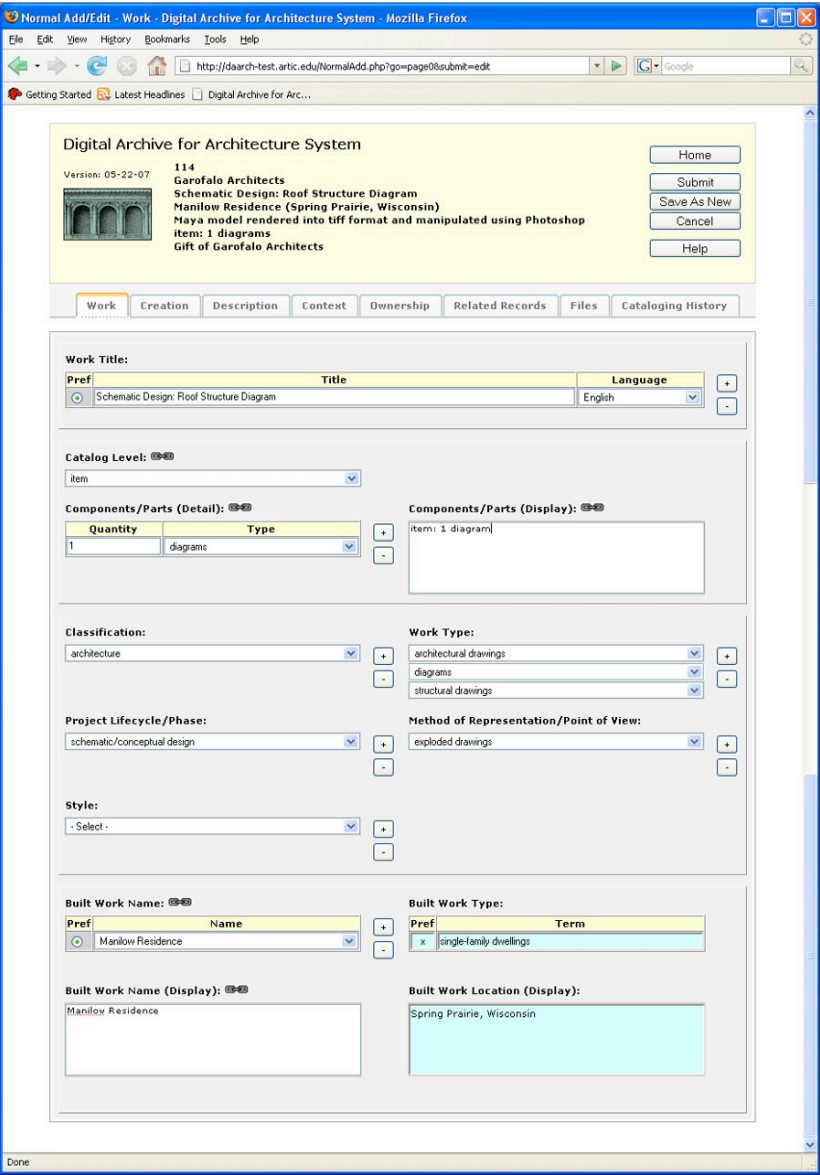 Normal Add/Edit - Work - Digital Archive for Architecture System - Mozilla Firefox
File Edit View History Bookmarks Tools Help
http://daarch-test.artic.edu/NormalAdd.php?go=page0&submit=edit
G Google
Getting Started Latest Headlines Digital Archive for Arc...
Digital Archive for Architecture System
Version: 05-22-07
114
Garofalo Architects
Schematic Design: Roof Structure Diagram
Manilow Residence (Spring Prairie, Wisconsin)
Maya model rendered into tiff format and manipulated using Photoshop
item: 1 diagrams
Gift of Garofalo Architects
Home
Submit
Save As New
Cancel
Help
Work Creation Description Context Ownership Related Records Files Cataloging History
Work Title:
Pref Title Language
Schematic Design: Roof Structure Diagram English
+
-
Catalog Level:
item
Components/Parts (Detail): Components/Parts (Display):
Quantity Type
1 diagrams
+
-
item: 1 diagram
Classification: Work Type:
architecture + architectural drawings +
- diagrams -
structural drawings
Project Lifecycle/Phase: Method of Representation/Point of View:
schematic/conceptual design + exploded drawings +
- -
Style:
- Select - +
-
Built Work Name: Built Work Type:
Pref Name + Pref Term
Manilow Residence - x single-family dwellings
Built Work Name (Display): Built Work Location (Display):
Manilow Residence Spring Prairie, Wisconsin
Done